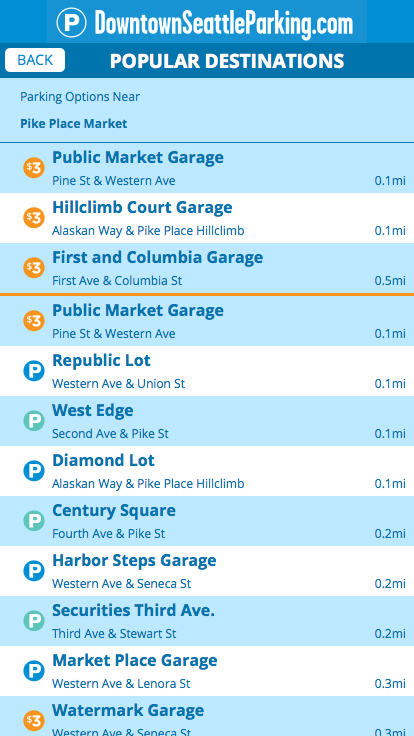 P DowntownSeattleParking.com
BACK POPULAR DESTINATIONS
Parking Options Near
Pike Place Market
$3 Public Market Garage
Pine St & Western Ave 0.1mi
$3 Hillclimb Court Garage
Alaskan Way & Pike Place Hillclimb 0.1mi
$3 First and Columbia Garage
First Ave & Columbia St 0.5mi
$3 Public Market Garage
Pine St & Western Ave 0.1mi
P Republic Lot
Western Ave & Union St 0.1mi
P West Edge
Second Ave & Pike St 0.1mi
P Diamond Lot
Alaskan Way & Pike Place Hillclimb 0.1mi
P Century Square
Fourth Ave & Pike St 0.2mi
P Harbor Steps Garage
Western Ave & Seneca St 0.2mi
P Securities Third Ave.
Third Ave & Stewart St 0.2mi
P Market Place Garage
Western Ave & Lenora St 0.3mi
$3 Watermark Garage
Western Ave & Seneca St 0.3mi